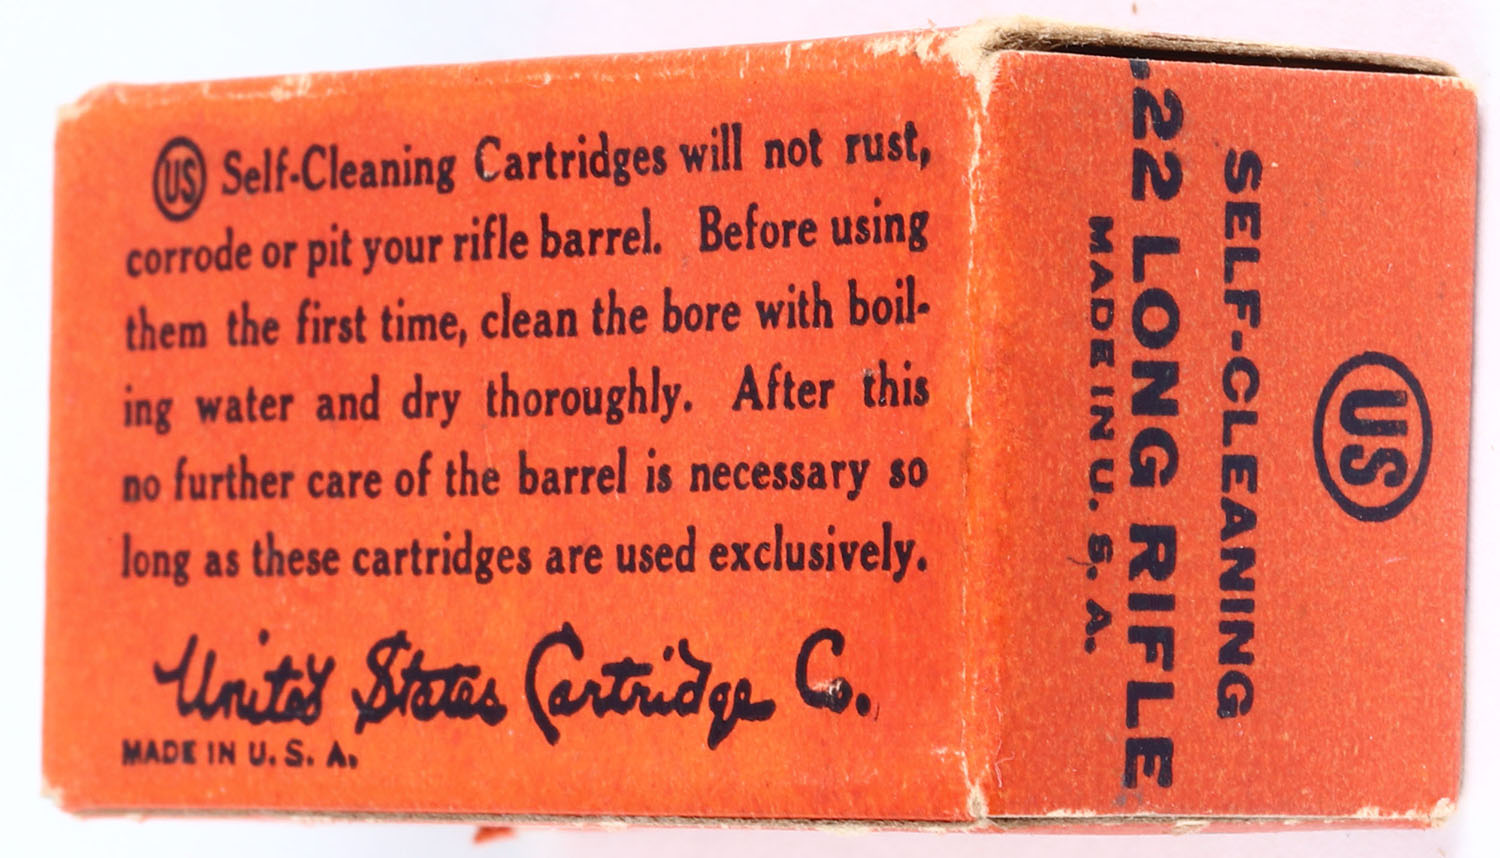 US Self-Cleaning Cartridges will not rust,
corrode or pit your rifle barrel. Before using
them the first time, clean the bore with boil-
ing water and dry thoroughly. After this
no further care of the barrel is necessary so
long as these cartridges are used exclusively.
United States Cartridge Co.
MADE IN U. S. A.
US
SELF-CLEANING
.22 LONG RIFLE
MADE IN U. S. A.